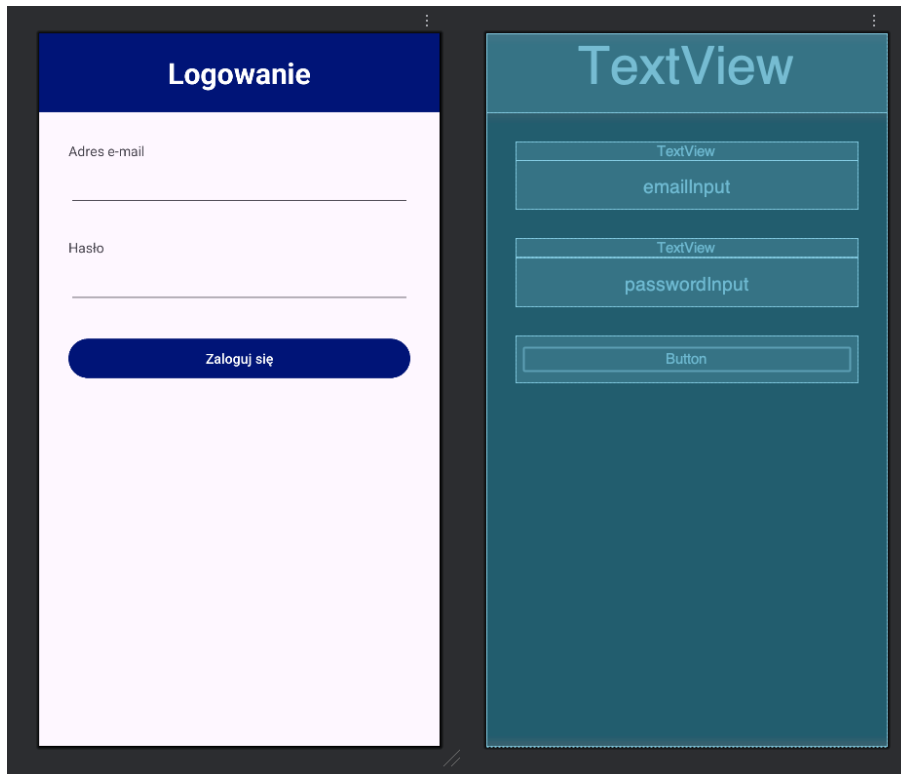 Logowanie
Adres e-mail
Hasło
Zaloguj się
TextView
TextView
emailInput
TextView
passwordInput
Button